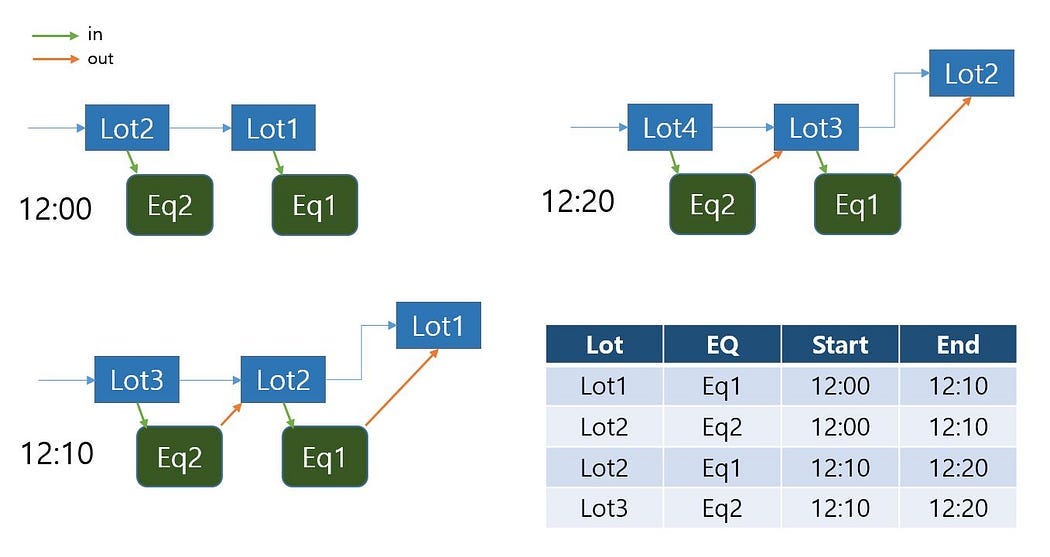 in
out
Lot2
Lot1
Eq2
Eq1
12:00
Lot2
Lot4
Lot3
Eq2
Eq1
12:20
Lot1
Lot3
Lot2
Eq2
Eq1
12:10
Lot EQ Start End
Lot1 Eq1 12:00 12:10
Lot2 Eq2 12:00 12:10
Lot2 Eq1 12:10 12:20
Lot3 Eq2 12:10 12:20